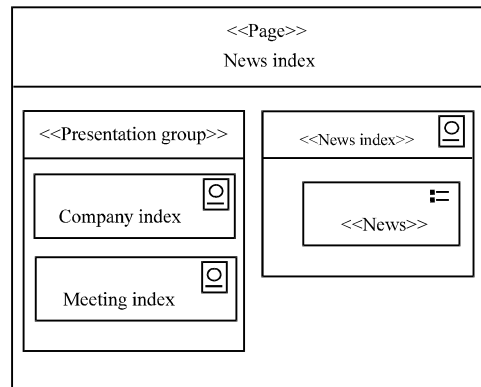 <<Page>>
News index
<<Presentation group>>
Company index
Meeting index
<<News index>>
<<News>>